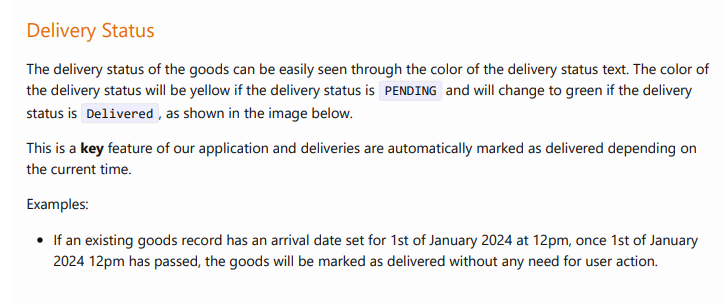 Delivery Status
The delivery status of the goods can be easily seen through the color of the delivery status text. The color of
the delivery status will be yellow if the delivery status is PENDING and will change to green if the delivery
status is Delivered, as shown in the image below.
This is a key feature of our application and deliveries are automatically marked as delivered depending on
the current time.
Examples:
• If an existing goods record has an arrival date set for 1st of January 2024 at 12pm, once 1st of January
2024 12pm has passed, the goods will be marked as delivered without any need for user action.